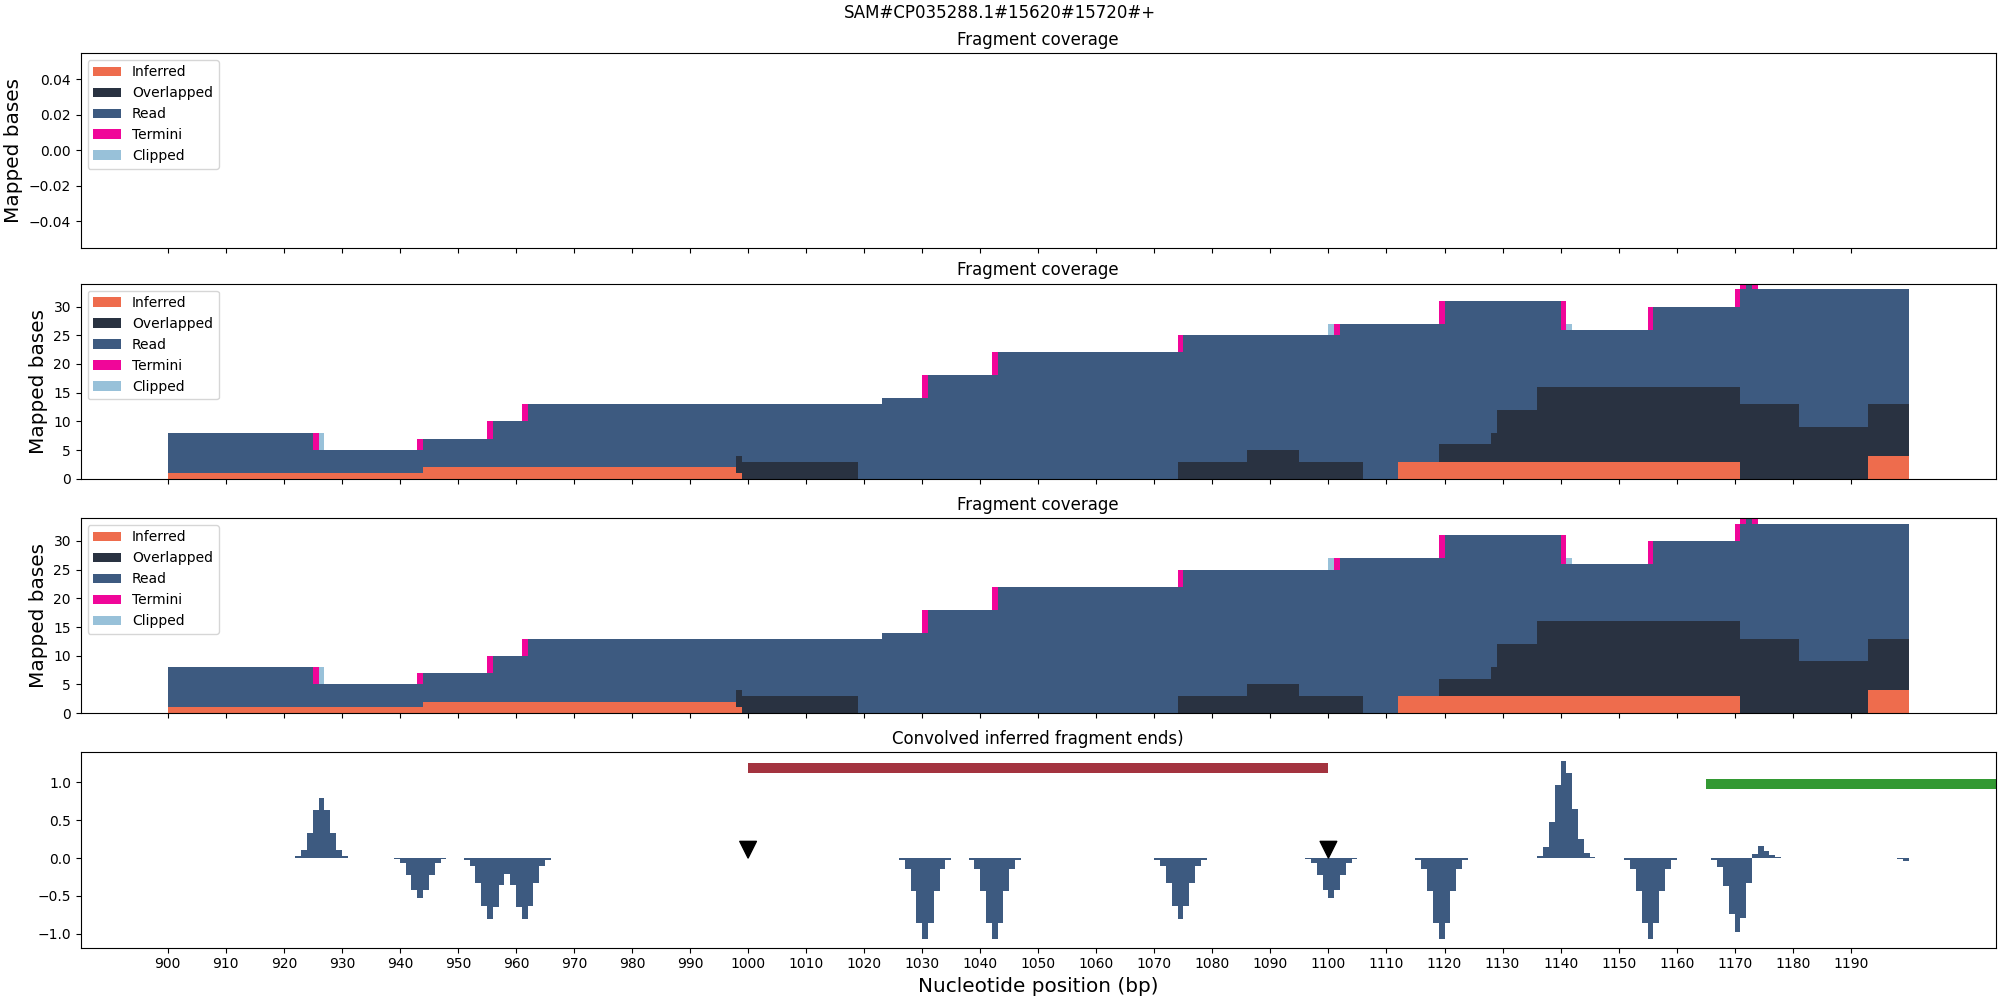 SAM#CP035288.1#15620#15720#+
Fragment coverage
Mapped bases
0.04
0.02
0.00
−0.02
−0.04
Inferred
Overlapped
Read
Termini
Clipped
Fragment coverage
Mapped bases
30
25
20
15
10
5
0
Inferred
Overlapped
Read
Termini
Clipped
Fragment coverage
Mapped bases
30
25
20
15
10
5
0
Inferred
Overlapped
Read
Termini
Clipped
Convolved inferred fragment ends)
1.0
0.5
0.0
−0.5
−1.0
900 910 920 930 940 950 960 970 980 990 1000 1010 1020 1030 1040 1050 1060 1070 1080 1090 1100 1110 1120 1130 1140 1150 1160 1170 1180 1190
Nucleotide position (bp)